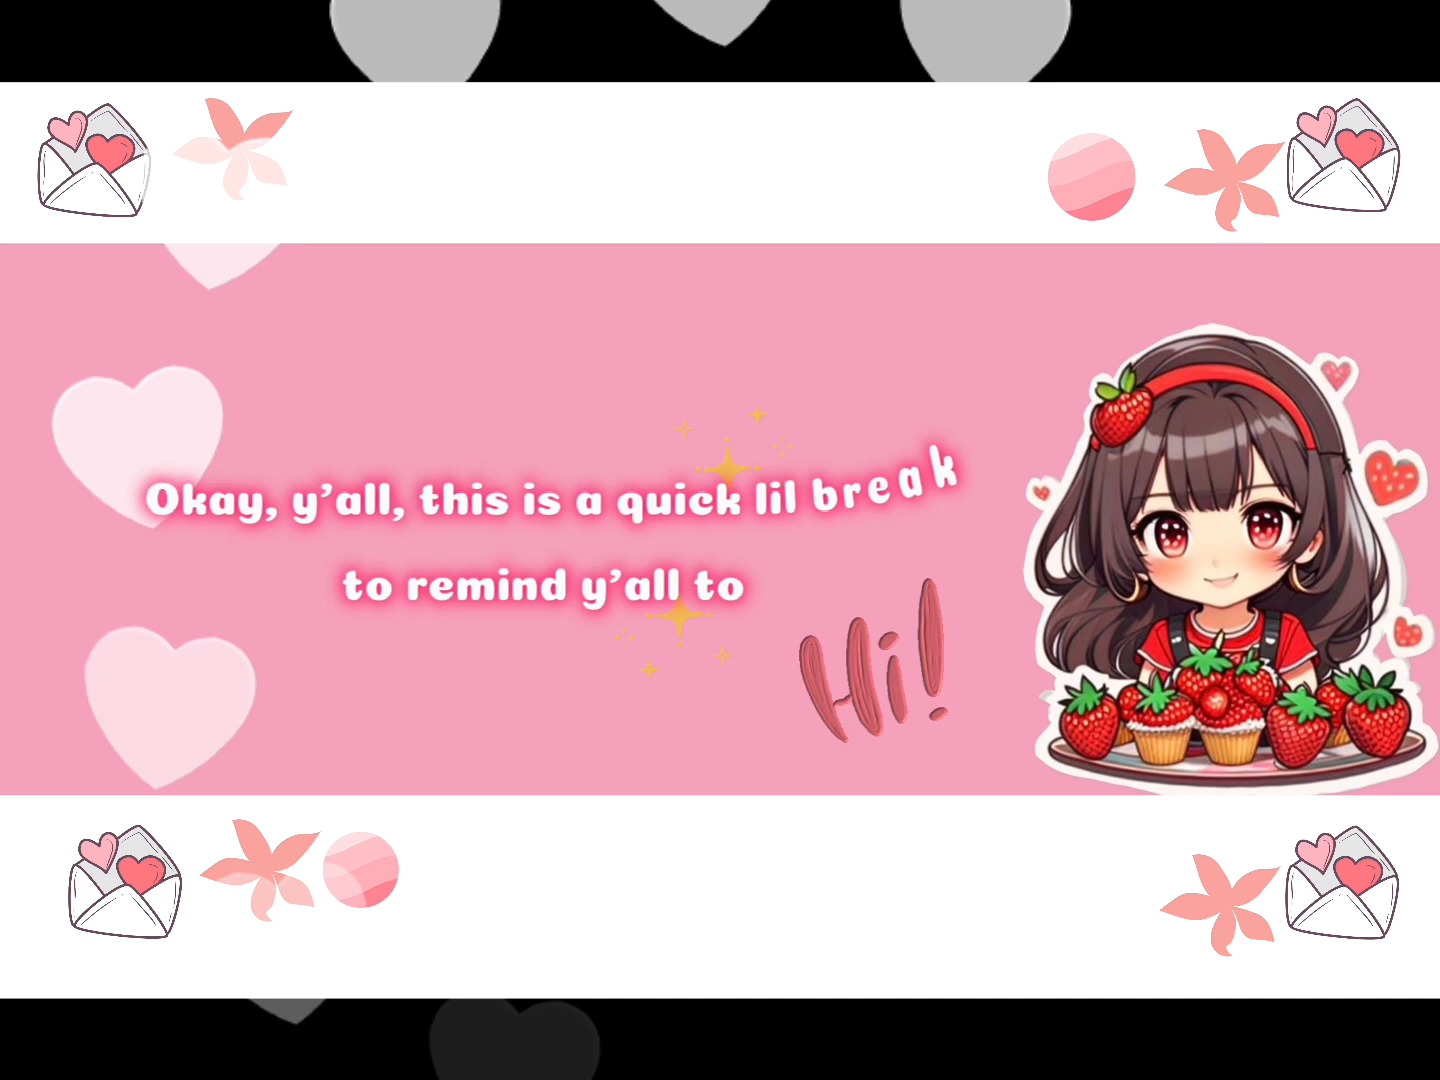 Okay, y’all, this is a quick lil break
to remind y’all to
Hi!